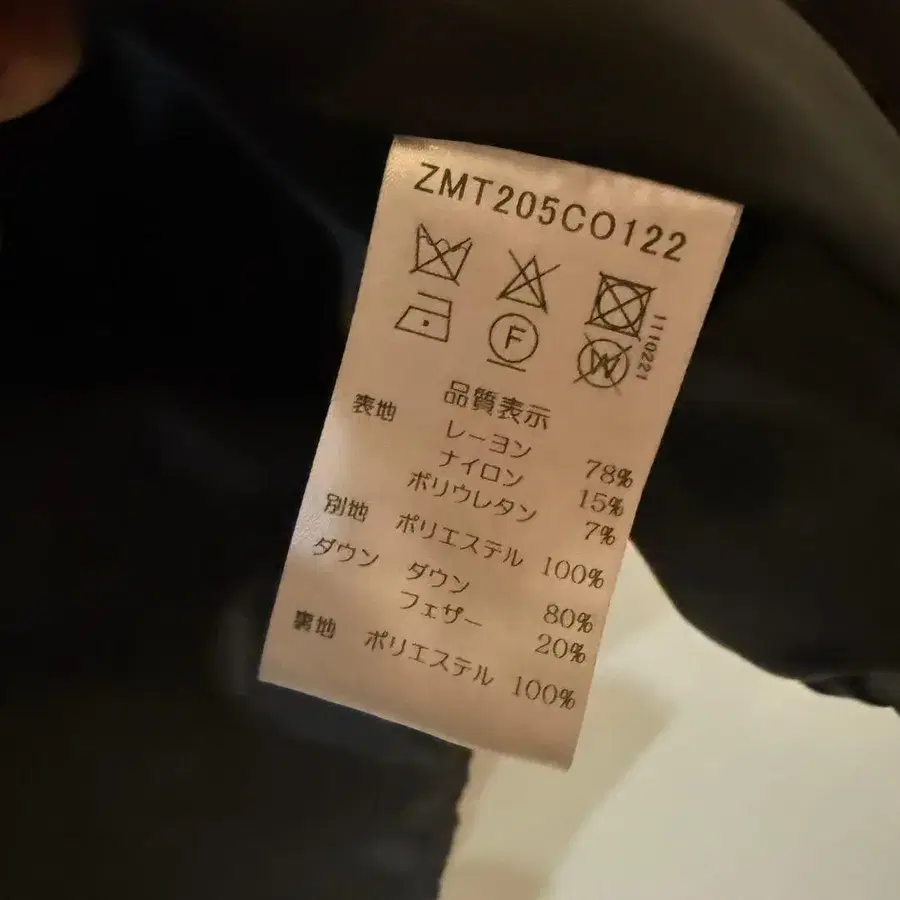 ZMT205CO122
F
W
1110221
品質表示
表地 レーヨン 78%
ナイロン 15%
ポリウレタン 7%
別地 ポリエステル 100%
ダウン ダウン 80%
フェザー 20%
裏地 ポリエステル 100%